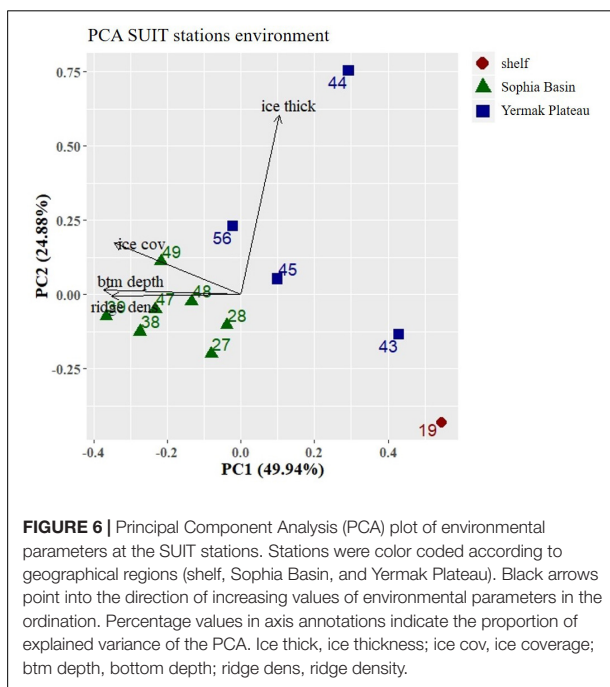 PCA SUIT stations environment
shelf
Sophia Basin
Yermak Plateau
PC2 (24.88%)
0.75
0.50
0.25
0.00
-0.25
44
ice thick
56
ice cov
49
45
btm depth
48
ridge dens
47
38
28
27
43
19
-0.4
-0.2
0.0
0.2
0.4
PC1 (49.94%)
FIGURE 6 | Principal Component Analysis (PCA) plot of environmental
parameters at the SUIT stations. Stations were color coded according to
geographical regions (shelf, Sophia Basin, and Yermak Plateau). Black arrows
point into the direction of increasing values of environmental parameters in the
ordination. Percentage values in axis annotations indicate the proportion of
explained variance of the PCA. Ice thick, ice thickness; ice cov, ice coverage;
btm depth, bottom depth; ridge dens, ridge density.